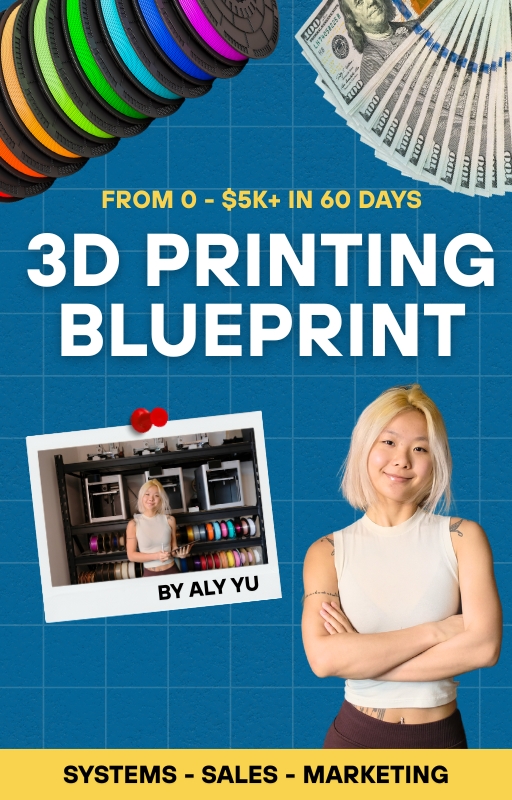 FROM 0 - $5K+ IN 60 DAYS
3D PRINTING
BLUEPRINT
BY ALY YU
SYSTEMS - SALES - MARKETING